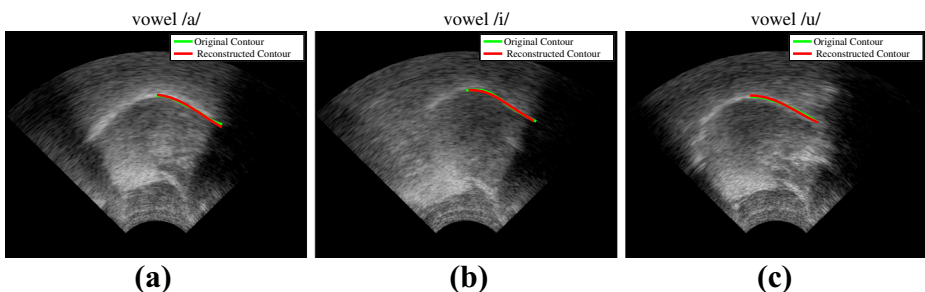 vowel /a/
Original Contour
Reconstructed Contour
(a)
vowel /i/
Original Contour
Reconstructed Contour
(b)
vowel /u/
Original Contour
Reconstructed Contour
(c)